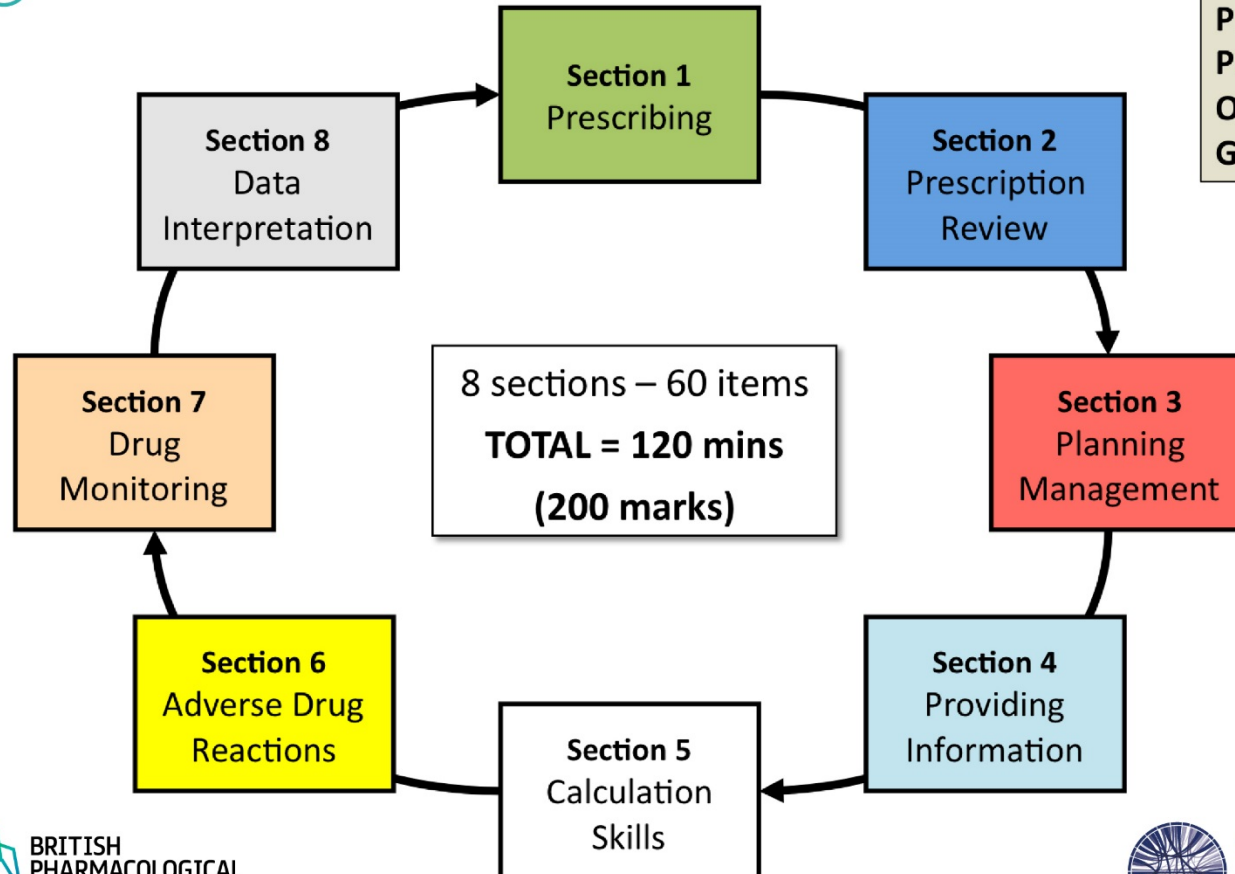 Section 1
Prescribing
Section 2
Prescription
Review
Section 3
Planning
Management
Section 4
Providing
Information
Section 5
Calculation
Skills
Section 6
Adverse Drug
Reactions
Section 7
Drug
Monitoring
Section 8
Data
Interpretation
8 sections – 60 items
TOTAL = 120 mins
(200 marks)
P
P
O
G
BRITISH
PHARMACOLOGICAL